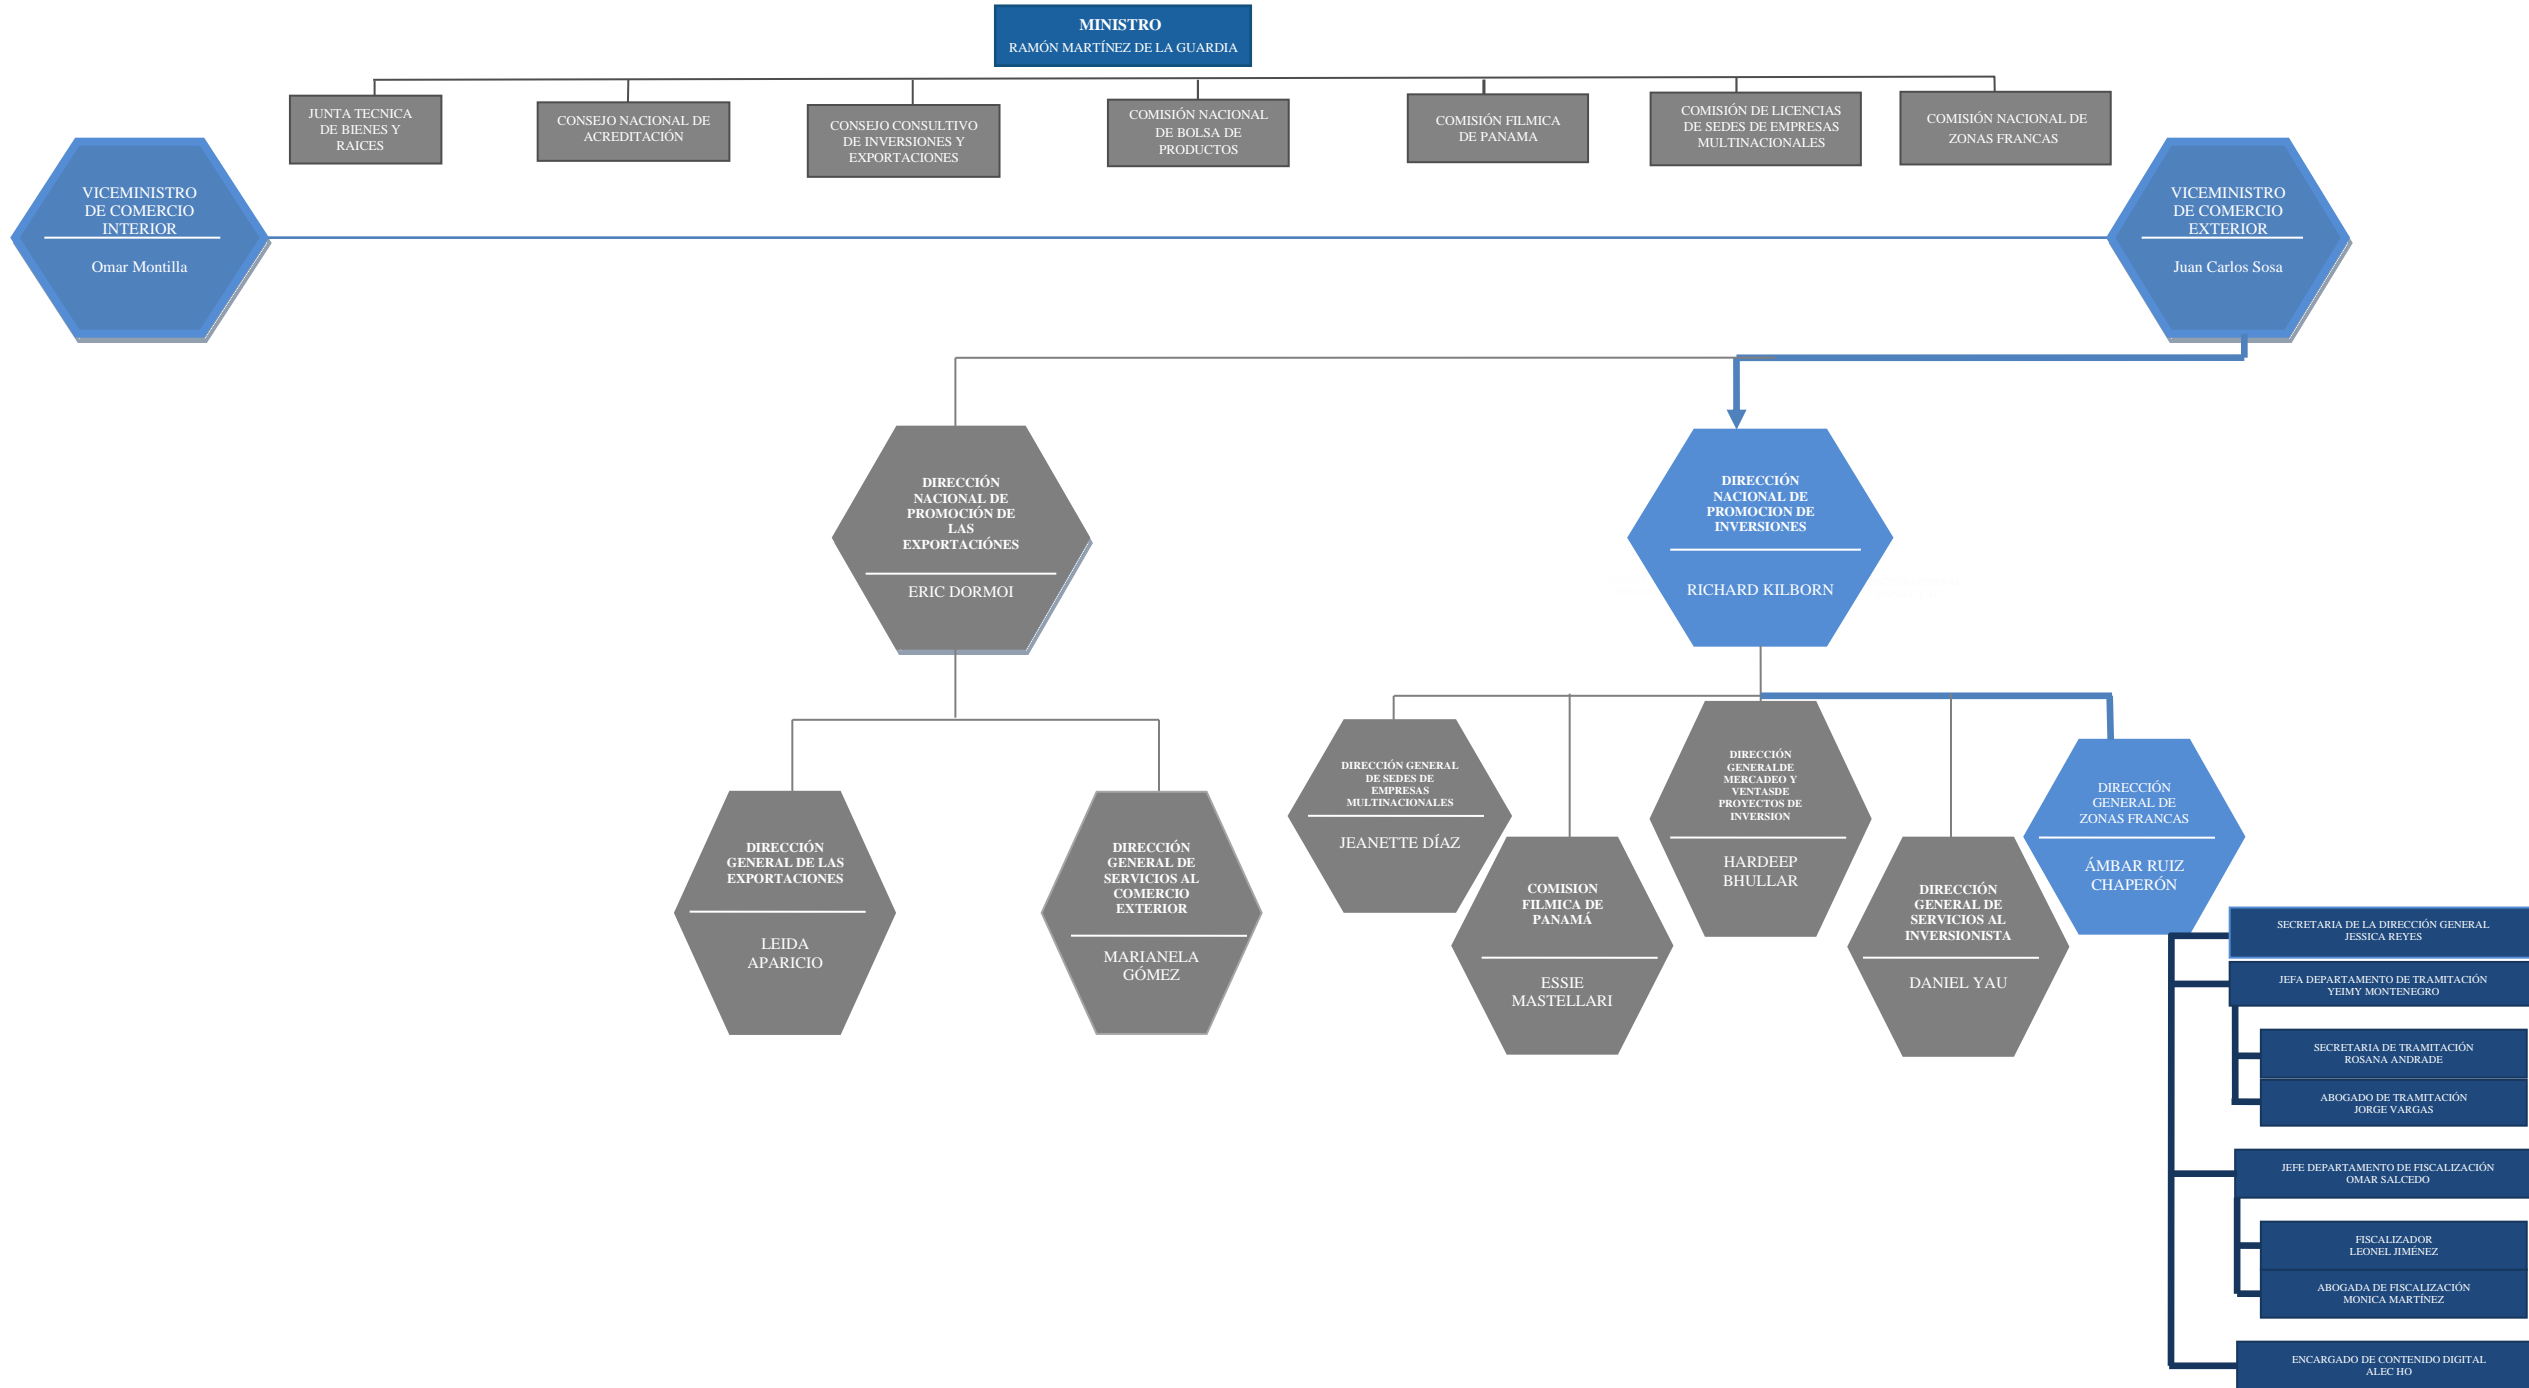 MINISTRO
RAMÓN MARTÍNEZ DE LA GUARDIA
JUNTA TECNICA
DE BIENES Y
RAICES
CONSEJO NACIONAL DE
ACREDITACIÓN
CONSEJO CONSULTIVO
DE INVERSIONES Y
EXPORTACIONES
COMISIÓN NACIONAL
DE BOLSA DE
PRODUCTOS
COMISIÓN FILMICA
DE PANAMA
COMISIÓN DE LICENCIAS
DE SEDES DE EMPRESAS
MULTINACIONALES
COMISIÓN NACIONAL DE
ZONAS FRANCAS
VICEMINISTRO
DE COMERCIO
INTERIOR
Omar Montilla
VICEMINISTRO
DE COMERCIO
EXTERIOR
Juan Carlos Sosa
DIRECCIÓN
NACIONAL DE
PROMOCIÓN DE
LAS
EXPORTACIÓNES
ERIC DORMOI
DIRECCIÓN
NACIONAL DE
PROMOCION DE
INVERSIONES
RICHARD KILBORN
DIRECCIÓN
GENERAL DE LAS
EXPORTACIONES
LEIDA
APARICIO
DIRECCIÓN
GENERAL DE
SERVICIOS AL
COMERCIO
EXTERIOR
MARIANELA
GÓMEZ
DIRECCIÓN GENERAL
DE SEDES DE
EMPRESAS
MULTINACIONALES
JEANETTE DÍAZ
COMISION
FILMICA DE
PANAMÁ
ESSIE
MASTELLARI
DIRECCIÓN
GENERALDE
MERCADEO Y
VENTASDE
PROYECTOS DE
INVERSION
HARDEEP
BHULLAR
DIRECCIÓN
GENERAL DE
SERVICIOS AL
INVERSIONISTA
DANIEL YAU
DIRECCIÓN
GENERAL DE
ZONAS FRANCAS
ÁMBAR RUIZ
CHAPERÓN
SECRETARIA DE LA DIRECCIÓN GENERAL
JESSICA REYES
JEFA DEPARTAMENTO DE TRAMITACIÓN
YEIMY MONTENEGRO
SECRETARIA DE TRAMITACIÓN
ROSANA ANDRADE
ABOGADO DE TRAMITACIÓN
JORGE VARGAS
JEFE DEPARTAMENTO DE FISCALIZACIÓN
OMAR SALCEDO
FISCALIZADOR
LEONEL JIMÉNEZ
ABOGADA DE FISCALIZACIÓN
MONICA MARTÍNEZ
ENCARGADO DE CONTENIDO DIGITAL
ALEC HO